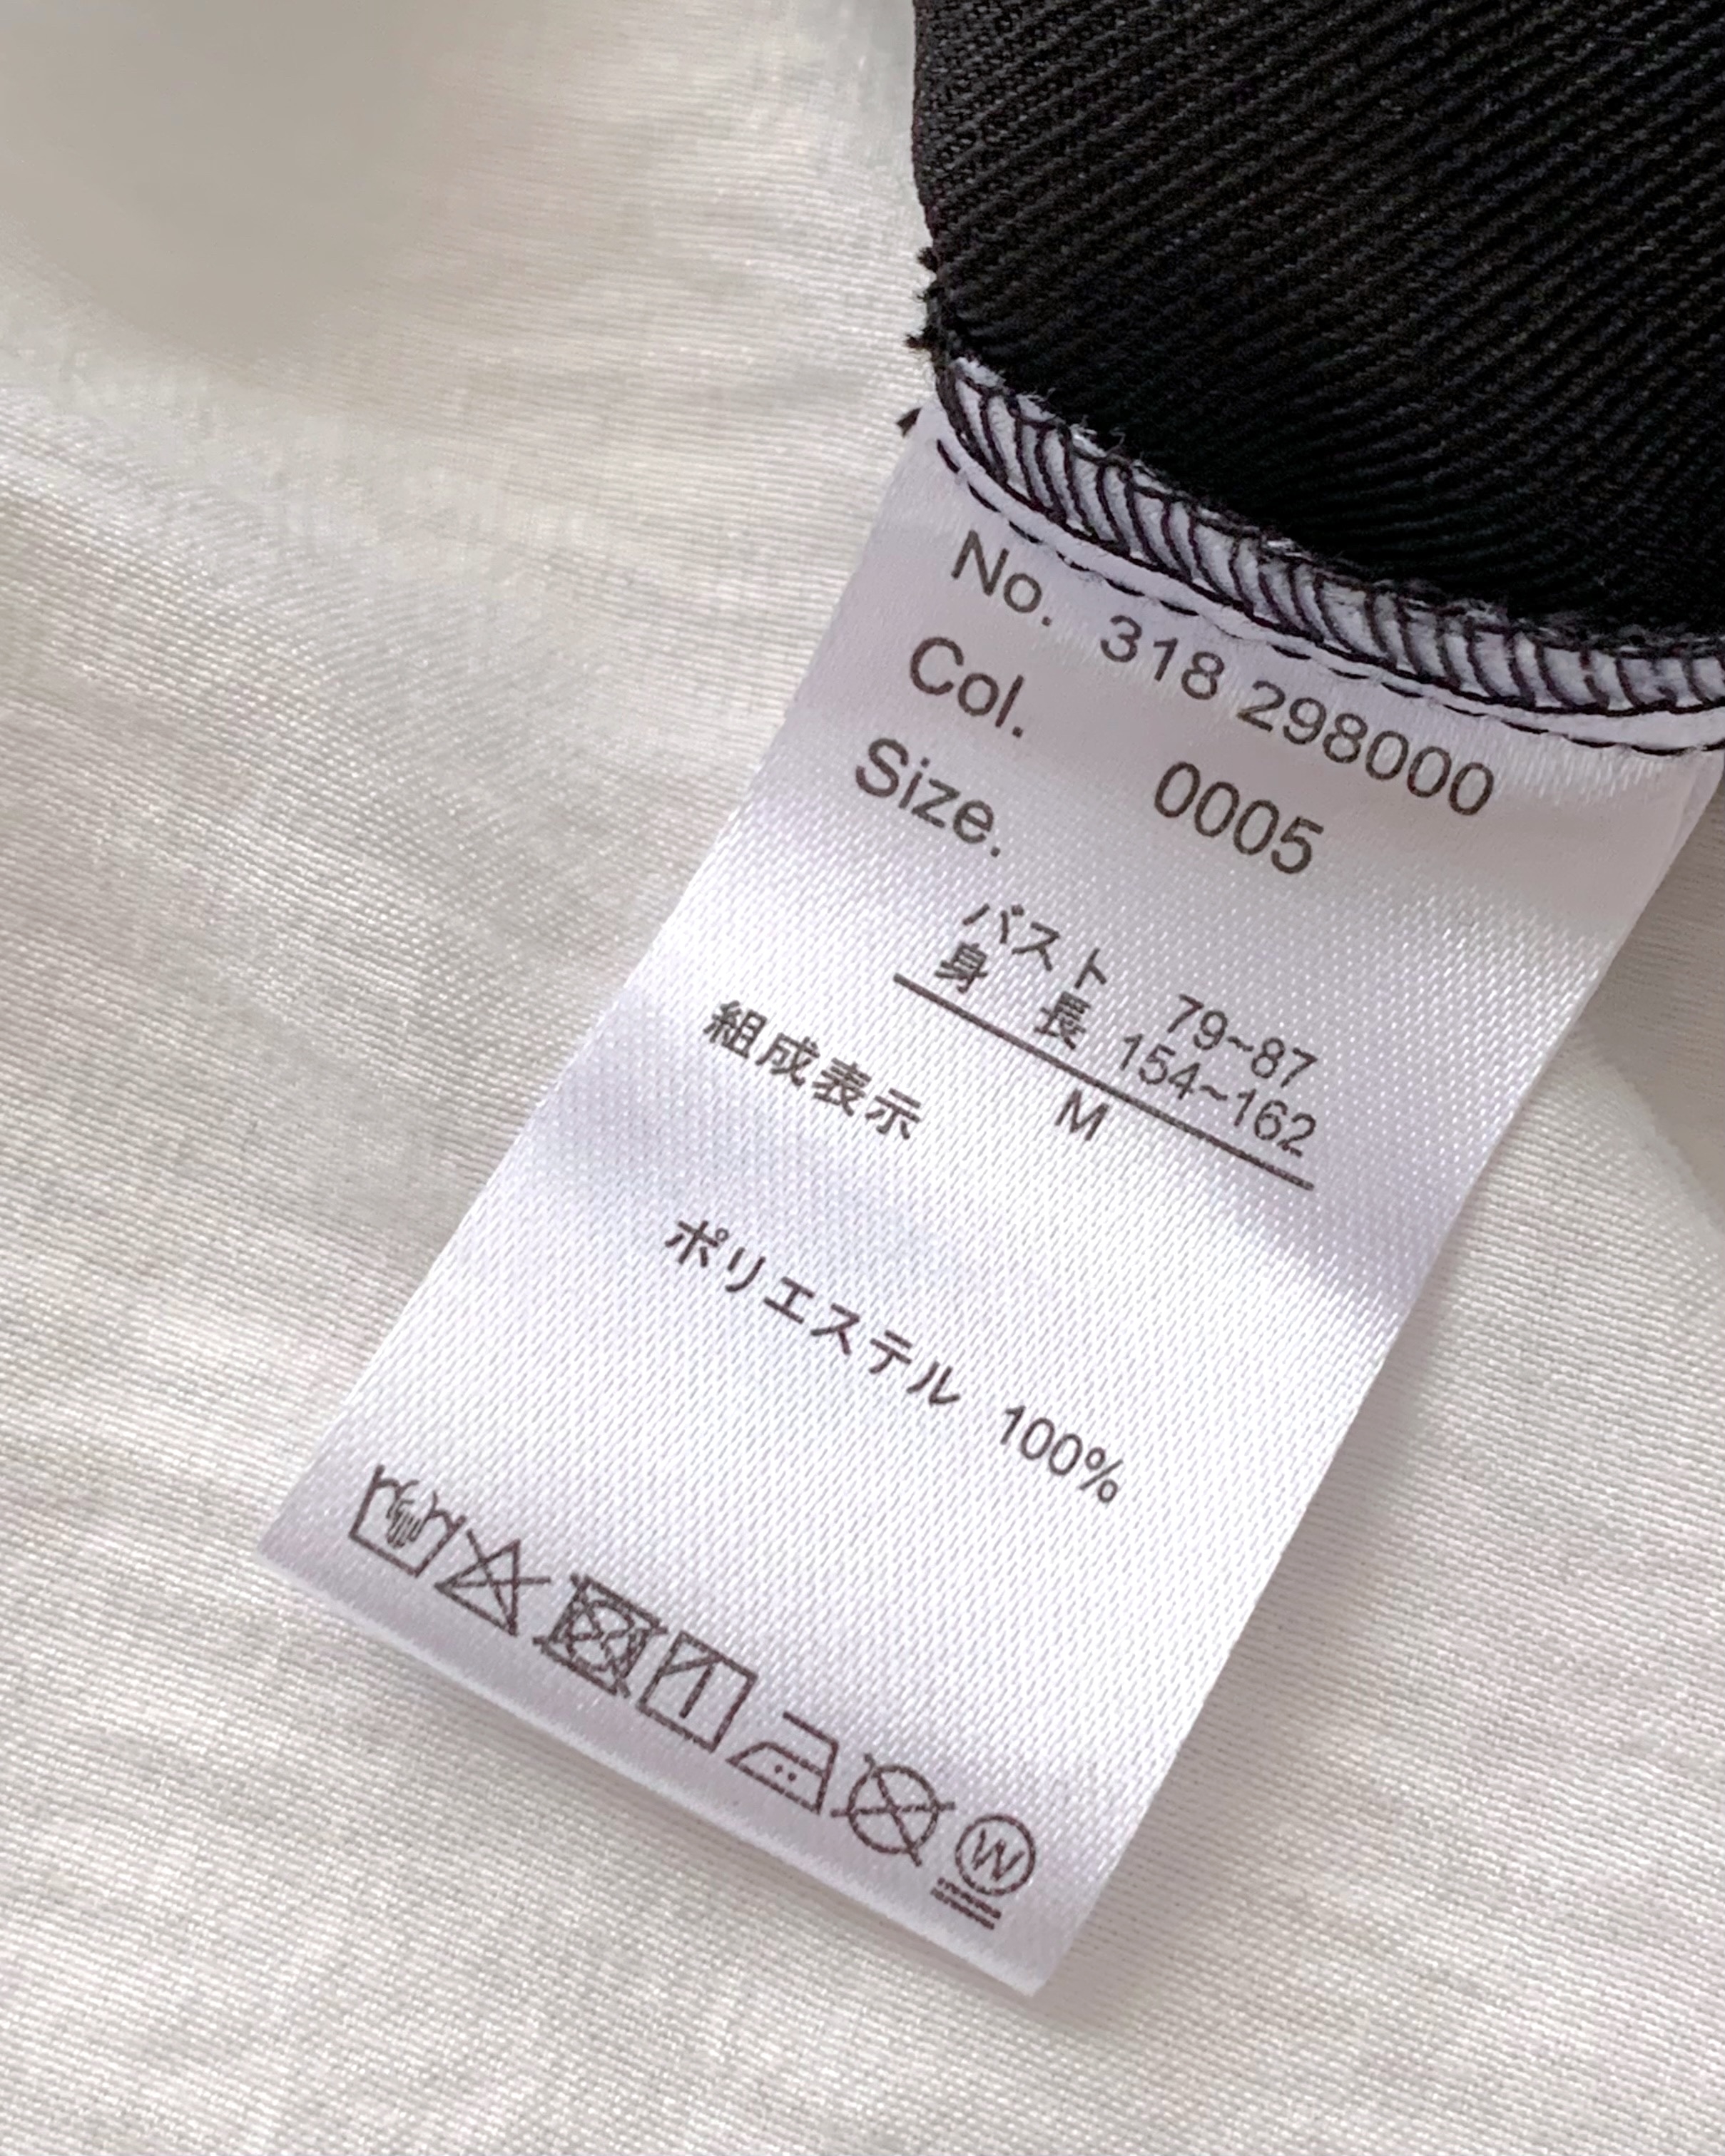 No. 318 298000
Col. 0005
Size.
バスト 79~87
身 長 154~162
M
組成表示
ポリエステル 100%
W